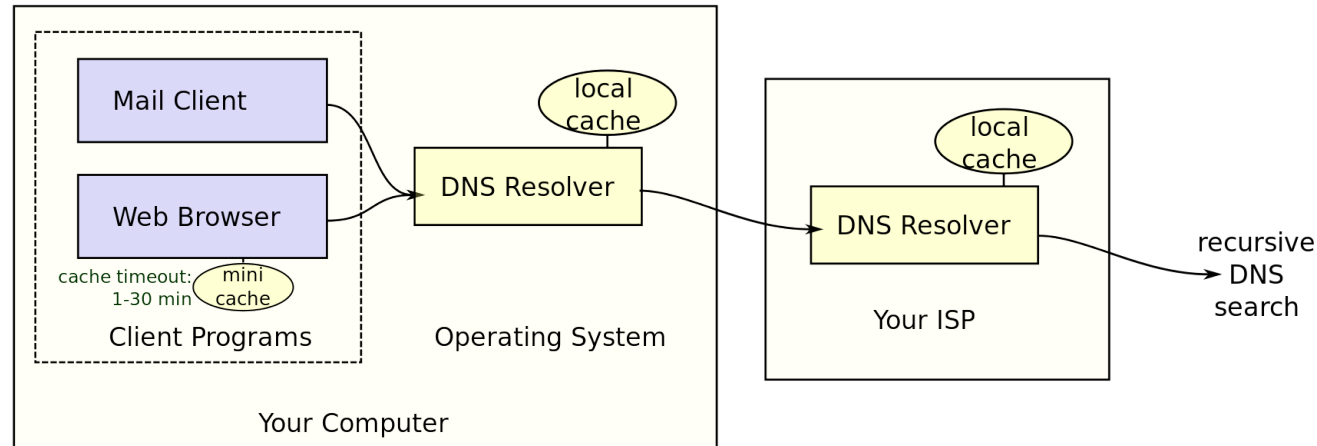 Mail Client
Web Browser
cache timeout:
1-30 min
mini
cache
Client Programs
local
cache
DNS Resolver
Operating System
Your Computer
local
cache
DNS Resolver
Your ISP
recursive
DNS
search